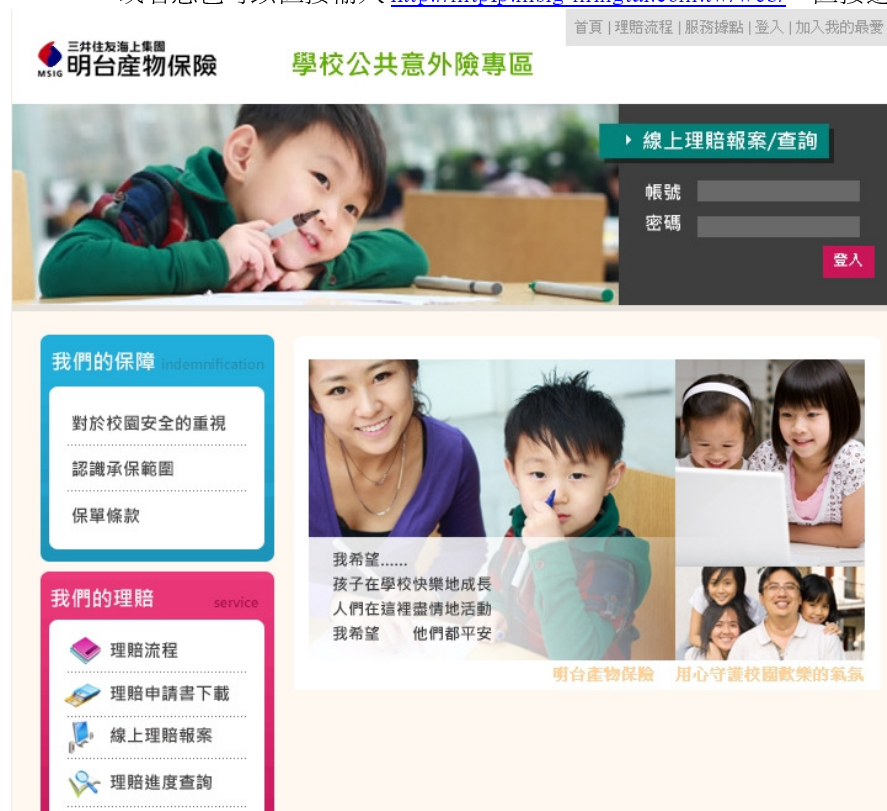 首頁 | 理賠流程 | 服務據點 | 登入 | 加入我的最愛
三井住友海上集團
MSIG 明台產物保險
學校公共意外險專區
線上理賠報案/查詢
帳號
密碼
登入
我們的保障 indemnification
對於校園安全的重視
認識承保範圍
保單條款
我們的理賠 service
理賠流程
理賠申請書下載
線上理賠報案
理賠進度查詢
我希望......
孩子在學校快樂地成長
人們在這裡盡情地活動
我希望 他們都平安
明台產物保險 用心守護校園歡樂的氣氛